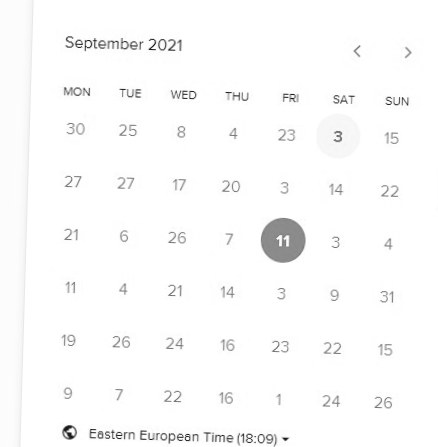 September 2021
MON TUE WED THU FRI SAT SUN
30 25 8 4 23 3 15
27 27 17 20 3 14 22
21 6 26 7 11 3 4
11 4 21 14 3 9 31
19 26 24 16 23 22 15
9 7 22 16 1 24 26
Eastern European Time (18:09)